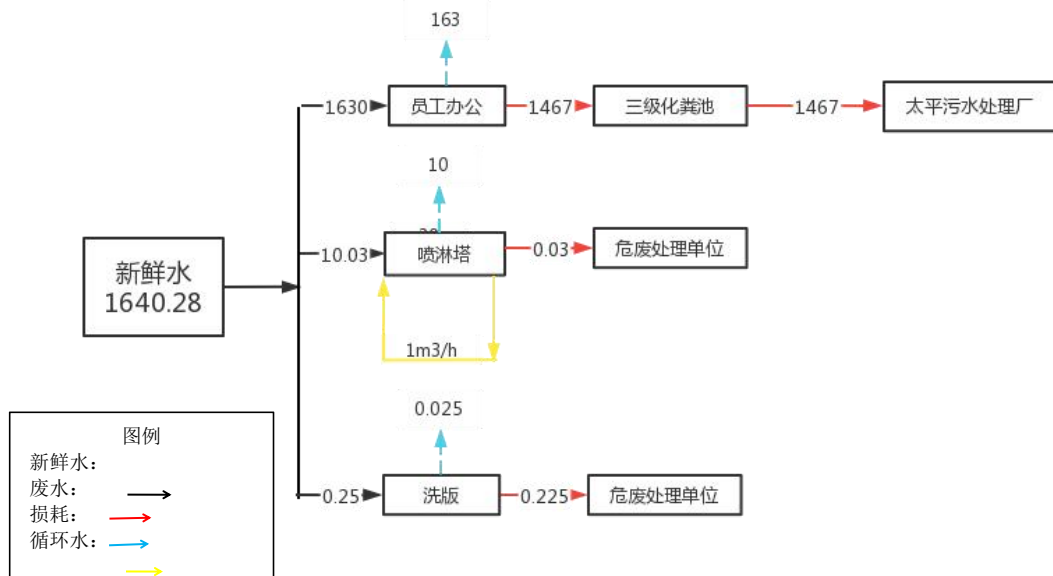 163
1630
员工办公
1467
三级化粪池
1467
太平污水处理厂
10
10.03
喷淋塔
0.03
危废处理单位
新鲜水
1640.28
1m3/h
0.025
0.25
洗版
0.225
危废处理单位
图例
新鲜水:
废水:
损耗:
循环水: